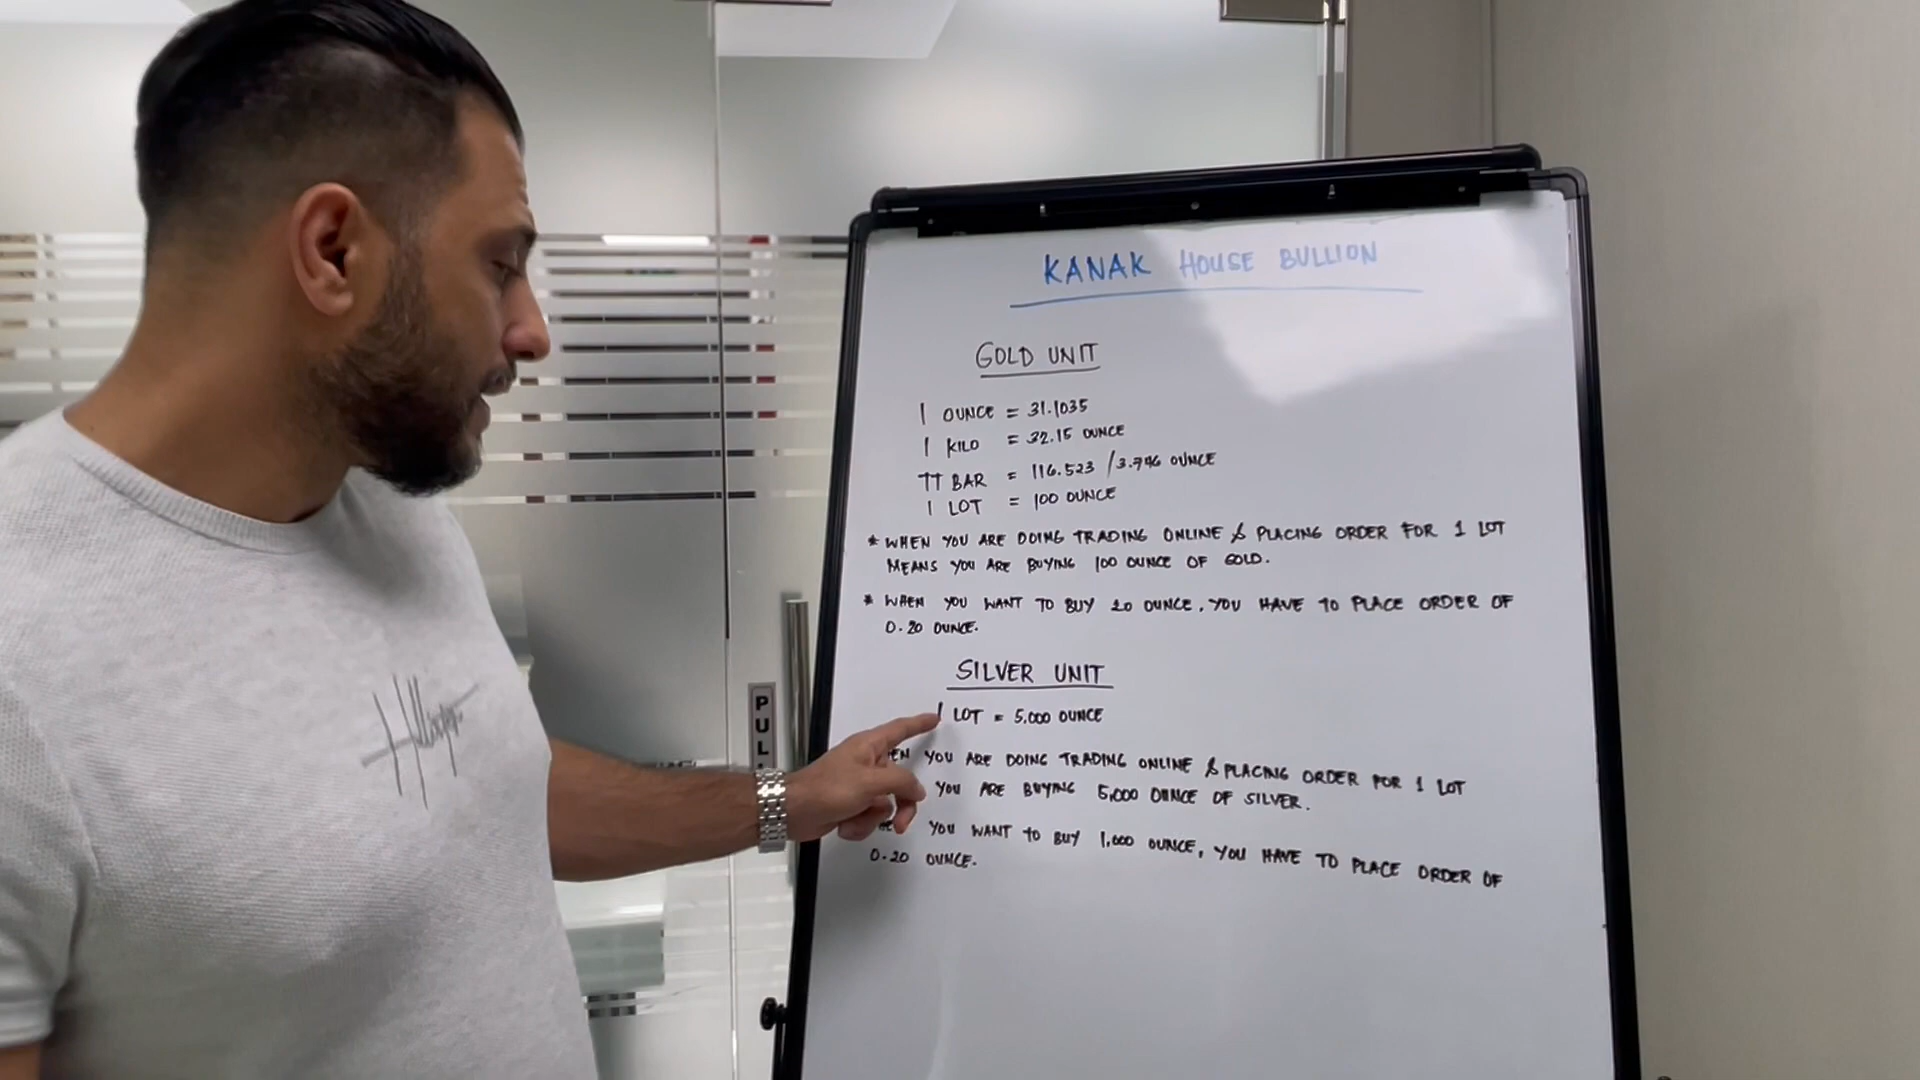 KANAK HOUSE BULLION
GOLD UNIT
1 OUNCE = 31.1035
1 KILO = 32.15 OUNCE
TT BAR = 116.523 / 3.746 OUNCE
1 LOT = 100 OUNCE
* WHEN YOU ARE DOING TRADING ONLINE & PLACING ORDER FOR 1 LOT
MEANS YOU ARE BUYING 100 OUNCE OF GOLD.
* WHEN YOU WANT TO BUY 20 OUNCE, YOU HAVE TO PLACE ORDER OF
0.20 OUNCE.
SILVER UNIT
1 LOT = 5,000 OUNCE
EN YOU ARE DOING TRADING ONLINE & PLACING ORDER FOR 1 LOT
YOU ARE BUYING 5,000 OUNCE OF SILVER.
YOU WANT TO BUY 1,000 OUNCE, YOU HAVE TO PLACE ORDER OF
0.20 OUNCE.
PUL